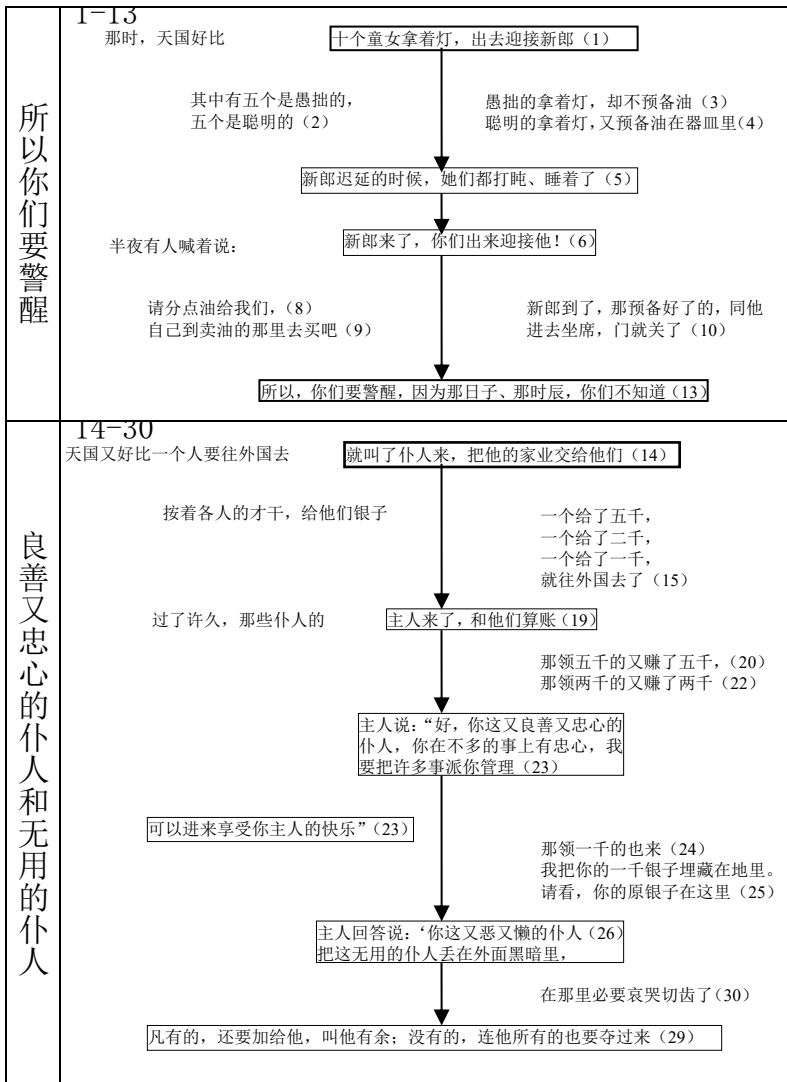 所以你们要警醒
1-13
那时，天国好比
十个童女拿着灯，出去迎接新郎（1）
其中有五个是愚拙的，
五个是聪明的（2）
愚拙的拿着灯，却不预备油（3）
聪明的拿着灯，又预备油在器皿里（4）
新郎迟延的时候，她们都打盹、睡着了（5）
半夜有人喊着说：
新郎来了，你们出来迎接他！（6）
请分点油给我们，（8）
自己到卖油的那里去买吧（9）
新郎到了，那预备好了的，同他
进去坐席，门就关了（10）
所以，你们要警醒，因为那日子、那时辰，你们不知道（13）
良善又忠心的仆人和无用的仆人
14-30
天国又好比一个人要往外国去
就叫了仆人来，把他的家业交给他们（14）
按着各人的才干，给他们银子
一个给了五千，
一个给了二千，
一个给了一千，
就往外国去了（15）
过了许久，那些仆人的
主人来了，和他们算账（19）
那领五千的又赚了五千，（20）
那领两千的又赚了两千（22）
主人说：“好，你这又良善又忠心的
仆人，你在不多的事上有忠心，我
要把许多事派你管理（23）
可以进来享受你主人的快乐”（23）
那领一千的也来（24）
我把你的一千银子埋藏在地里。
请看，你的原银子在这里（25）
主人回答说：‘你这又恶又懒的仆人（26）
把这无用的仆人丢在外面黑暗里，
在那里必要哀哭切齿了（30）
凡有的，还要加给他，叫他有余；没有的，连他所有的也要夺过来（29）